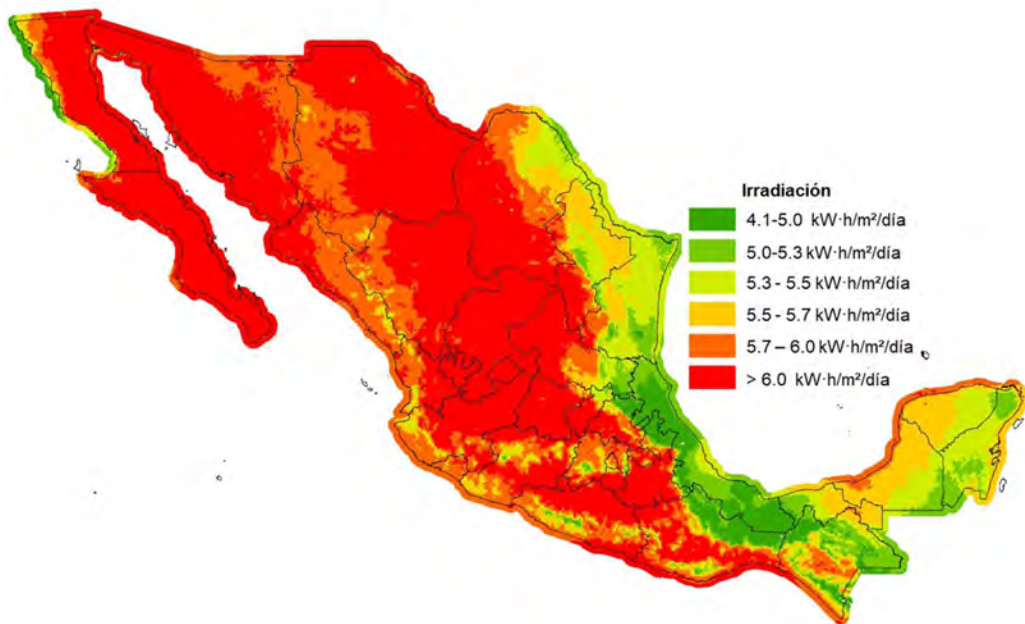 Irradiación
4.1-5.0 kW·h/m²/día
5.0-5.3 kW·h/m²/día
5.3 - 5.5 kW·h/m²/día
5.5 - 5.7 kW·h/m²/día
5.7 – 6.0 kW·h/m²/día
> 6.0 kW·h/m²/día